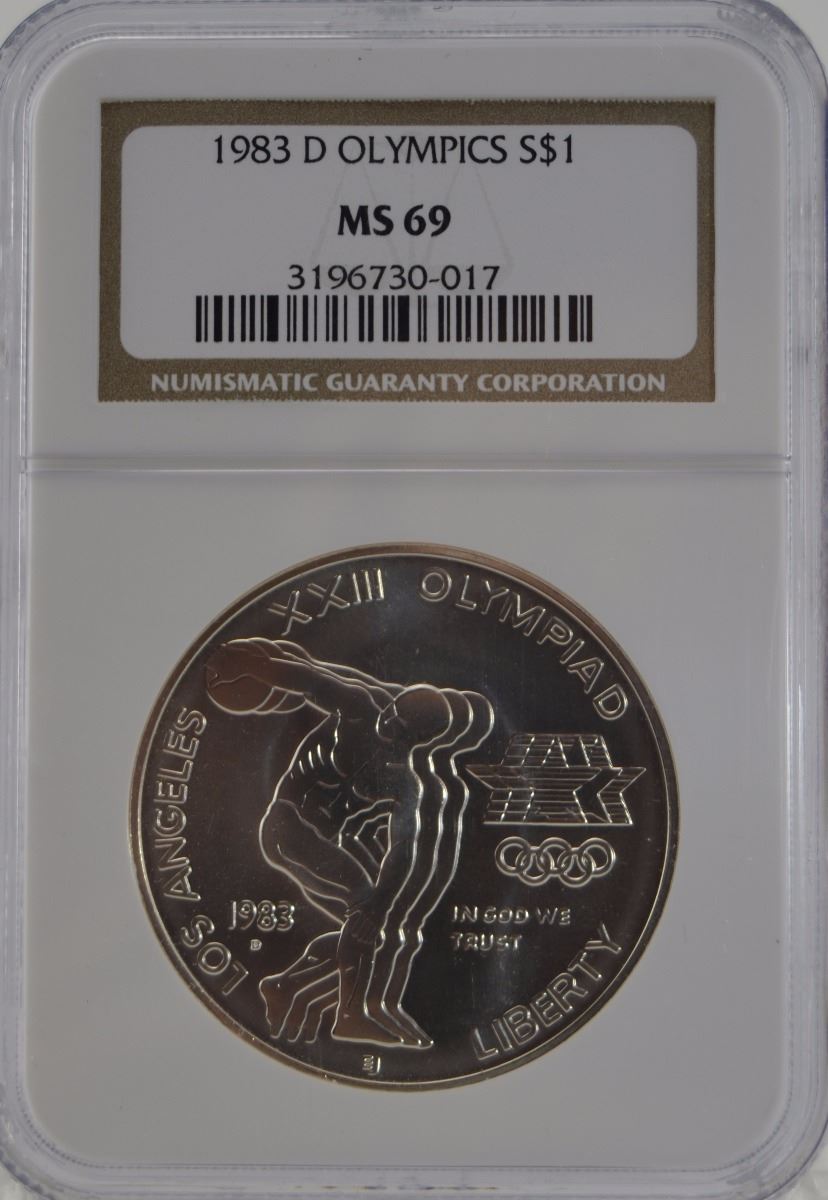 1983 D OLYMPICS S$1
MS 69
3196730-017
NUMISMATIC GUARANTY CORPORATION
XXIII OLYMPIAD
LOS ANGELES
1983
D
IN GOD WE
TRUST
LIBERTY
EJ